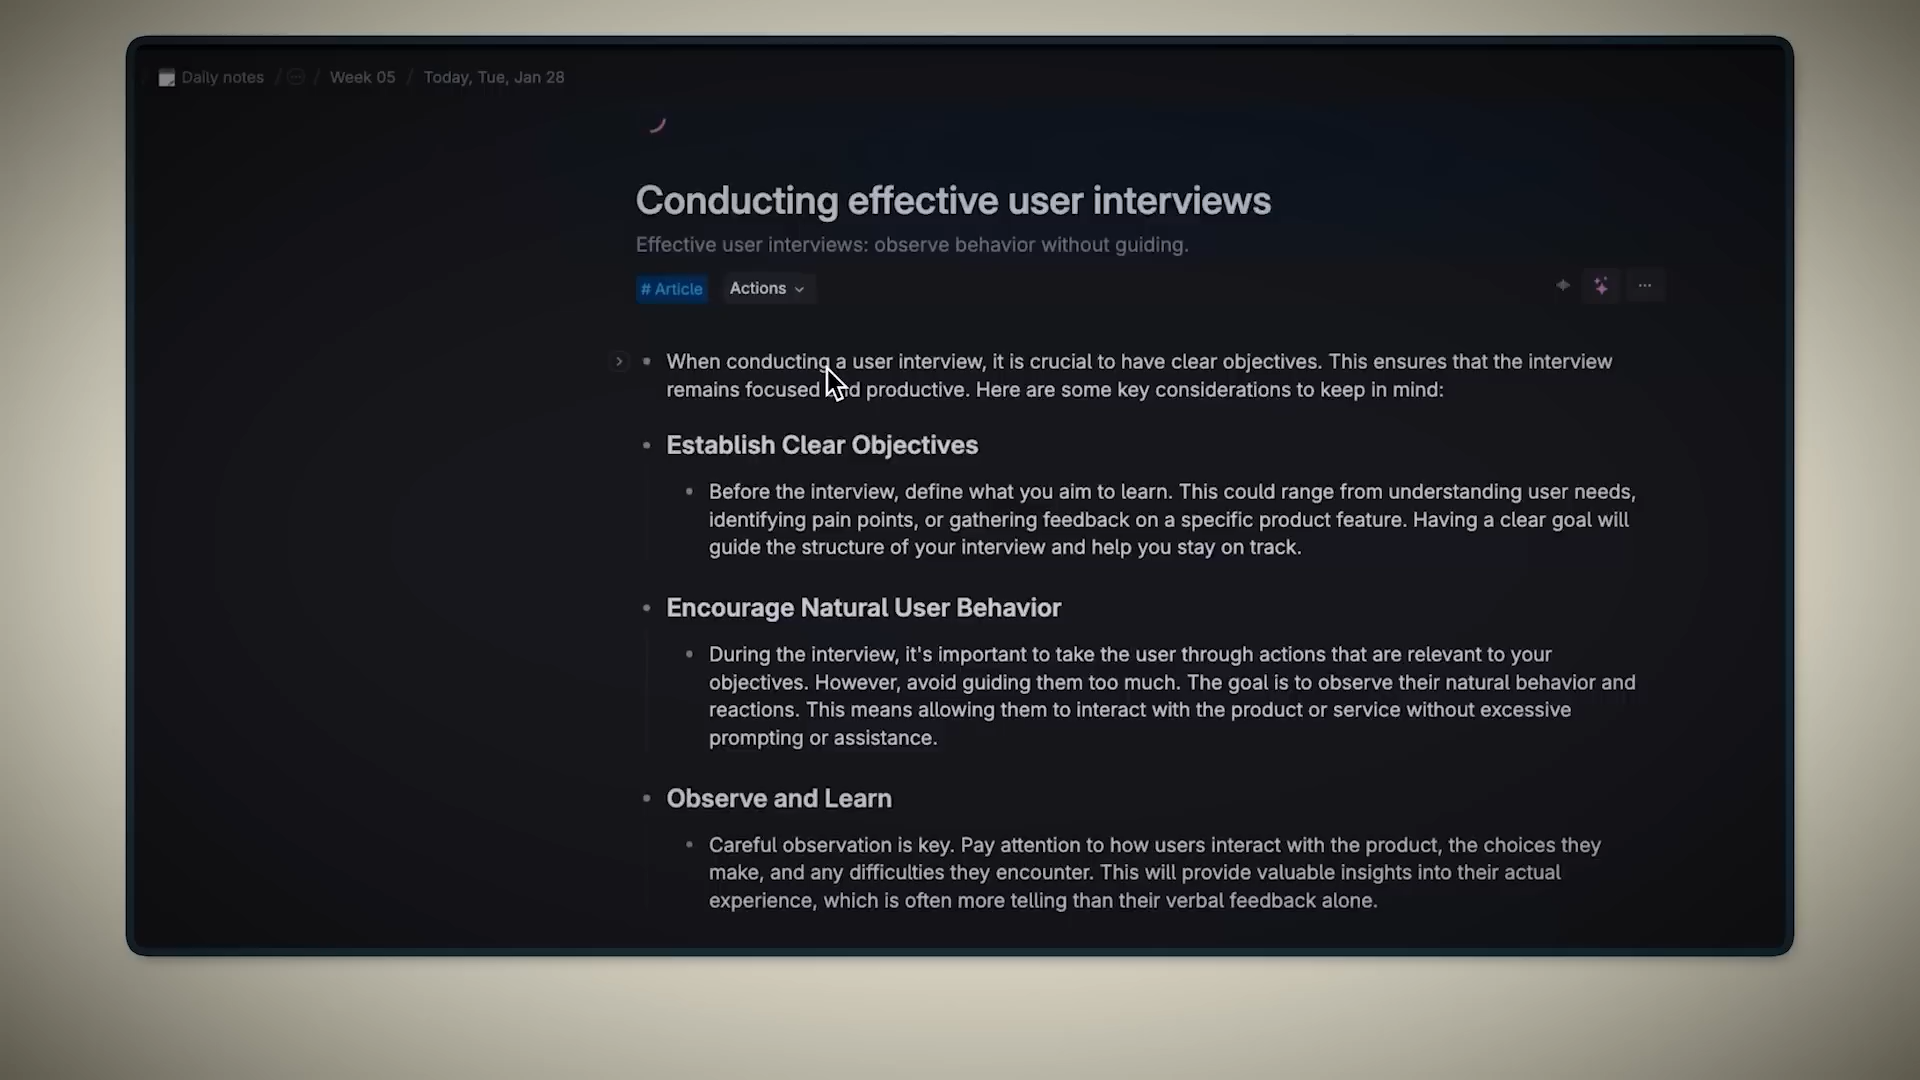 Daily notes / / Week 05 / Today, Tue, Jan 28
Conducting effective user interviews
Effective user interviews: observe behavior without guiding.
# Article Actions
When conducting a user interview, it is crucial to have clear objectives. This ensures that the interview
remains focused and productive. Here are some key considerations to keep in mind:
Establish Clear Objectives
Before the interview, define what you aim to learn. This could range from understanding user needs,
identifying pain points, or gathering feedback on a specific product feature. Having a clear goal will
guide the structure of your interview and help you stay on track.
Encourage Natural User Behavior
During the interview, it's important to take the user through actions that are relevant to your
objectives. However, avoid guiding them too much. The goal is to observe their natural behavior and
reactions. This means allowing them to interact with the product or service without excessive
prompting or assistance.
Observe and Learn
Careful observation is key. Pay attention to how users interact with the product, the choices they
make, and any difficulties they encounter. This will provide valuable insights into their actual
experience, which is often more telling than their verbal feedback alone.